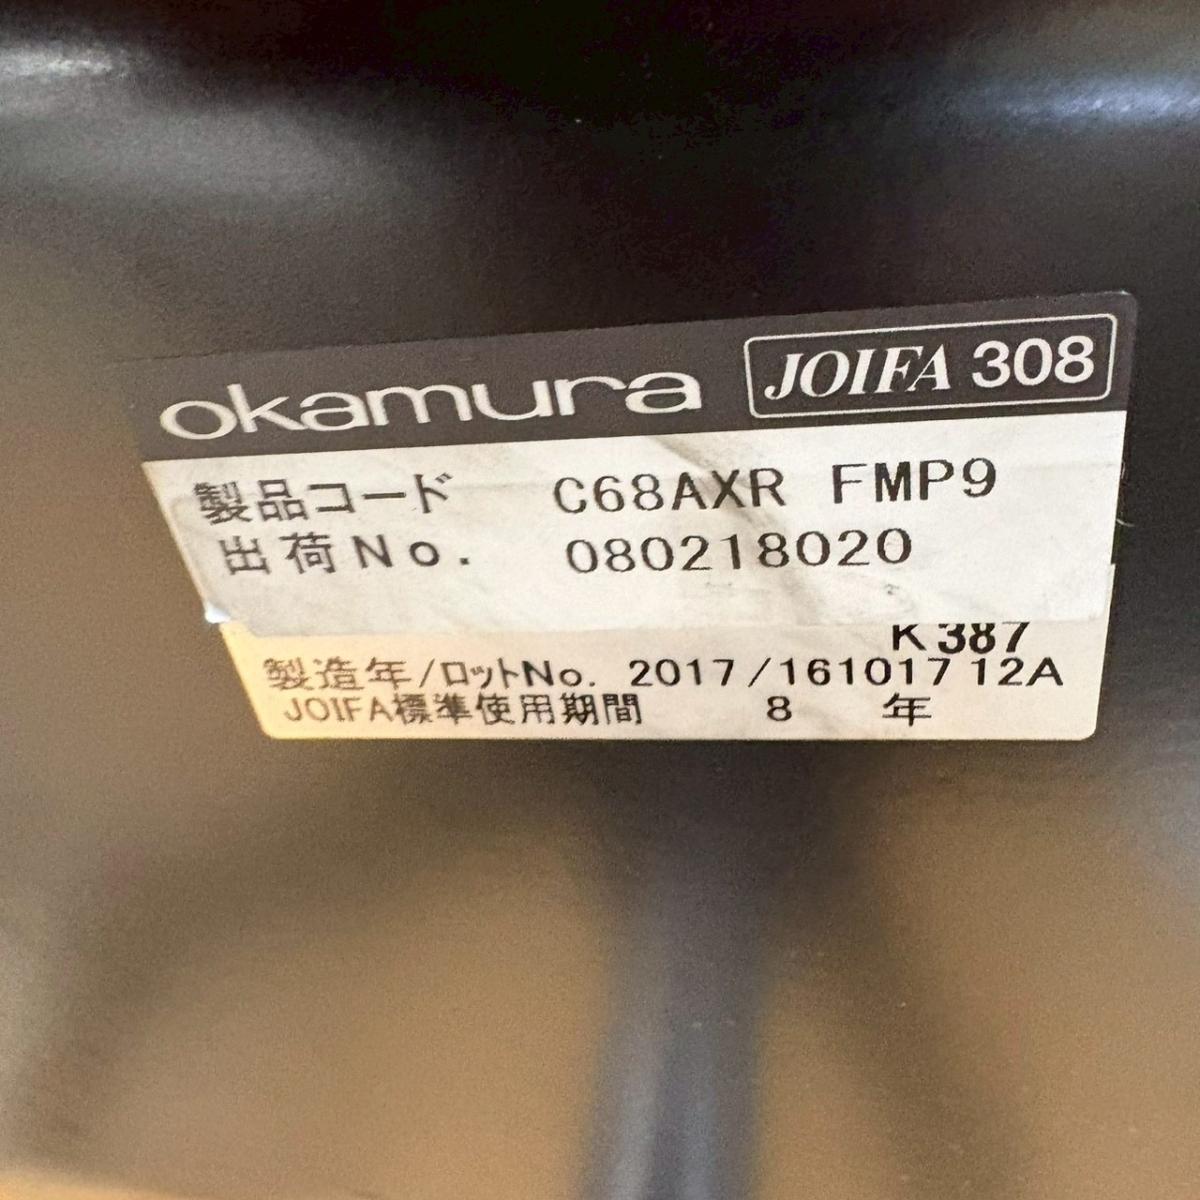 okamura JOIFA 308
製品コード C68AXR FMP9
出荷No. 080218020
K387
製造年/ロットNo. 2017/161017 12A
JOIFA標準使用期間 8 年